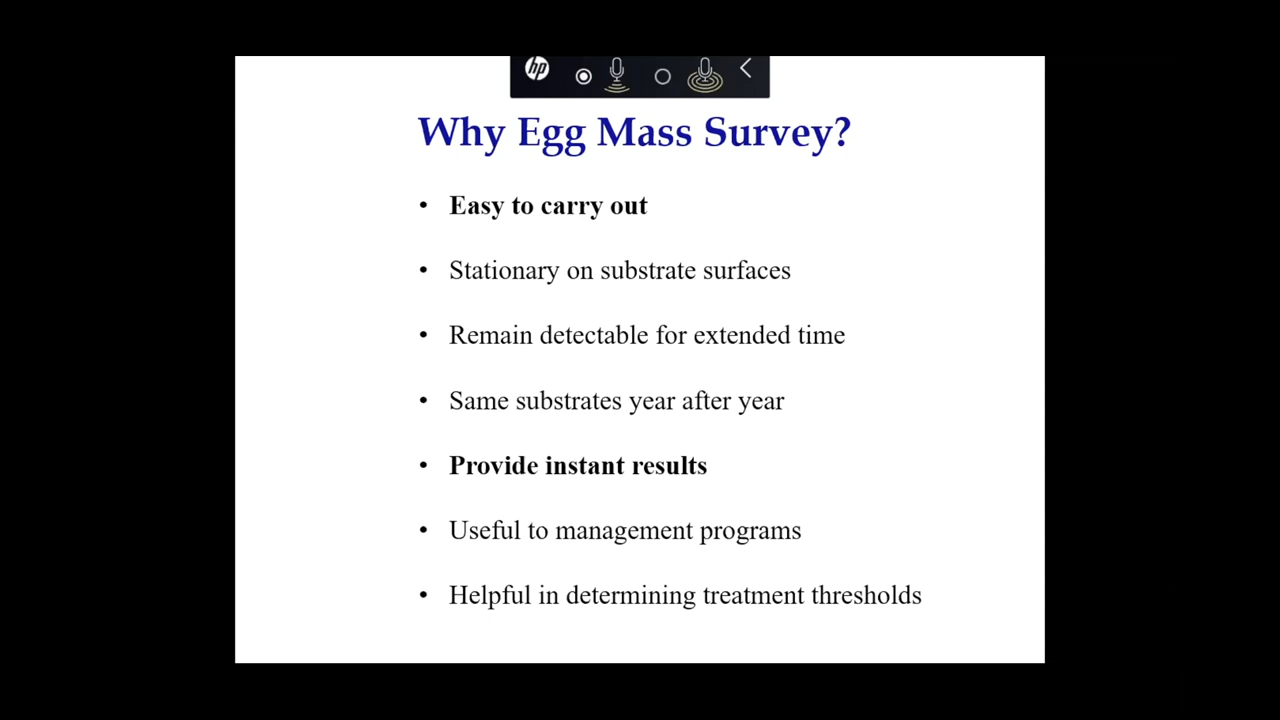 hp
Why Egg Mass Survey?
• Easy to carry out
• Stationary on substrate surfaces
• Remain detectable for extended time
• Same substrates year after year
• Provide instant results
• Useful to management programs
• Helpful in determining treatment thresholds